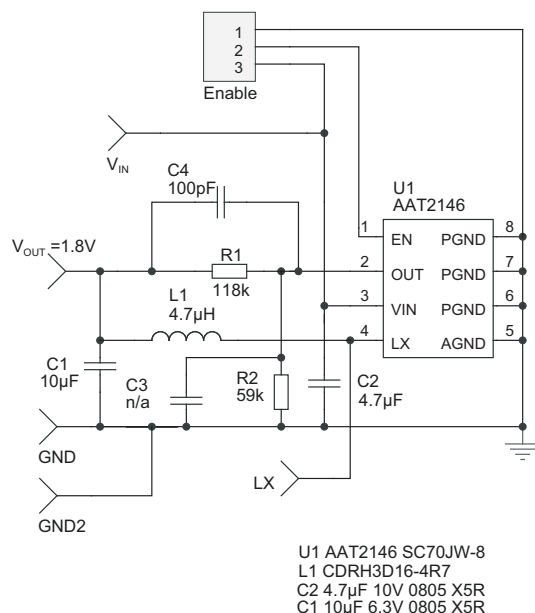 1
2
3
Enable
V_IN
C4
100pF
U1
AAT2146
V_OUT =1.8V
R1
118k
1
2
3
4
EN
OUT
VIN
LX
PGND
PGND
PGND
AGND
8
7
6
5
L1
4.7µH
C1
10µF
C3
n/a
R2
59k
C2
4.7µF
GND
LX
GND2
U1 AAT2146 SC70JW-8
L1 CDRH3D16-4R7
C2 4.7µF 10V 0805 X5R
C1 10µF 6.3V 0805 X5R